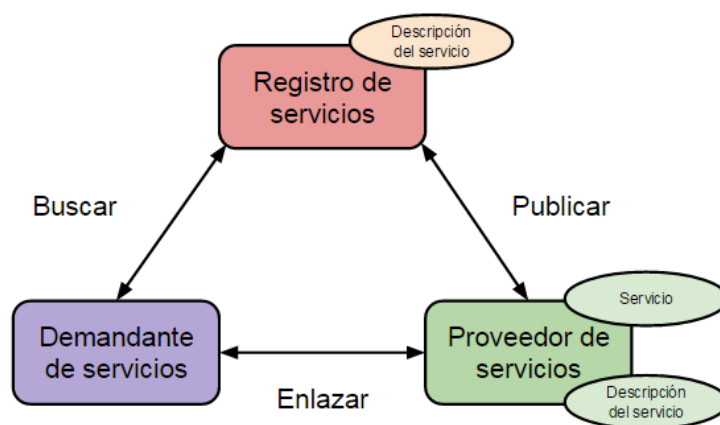 Descripción
del servicio
Registro de
servicios
Buscar
Publicar
Servicio
Demandante
de servicios
Proveedor de
servicios
Enlazar
Descripción
del servicio